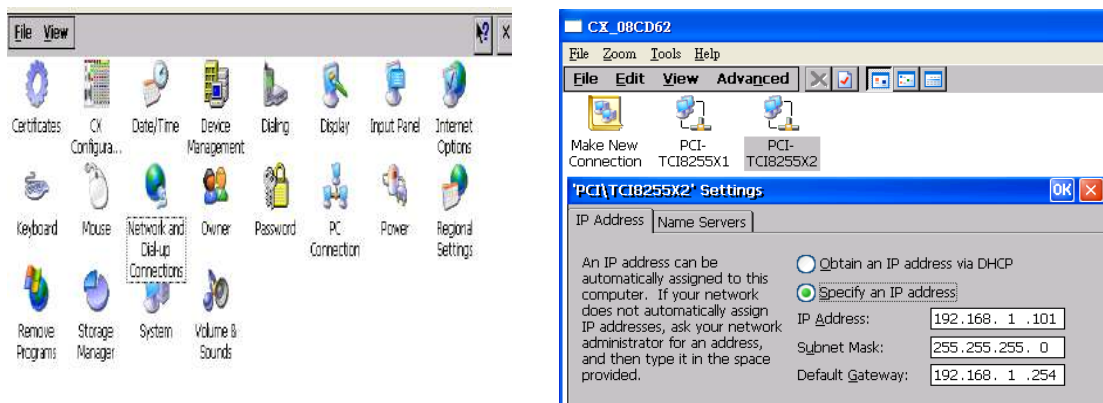 File View
Certificates CX Configura... Date/Time Device Management Dialing Display Input Panel Internet Options
Keyboard Mouse Network and Dial-up Connections Owner Password PC Connection Power Regional Settings
Remove Programs Storage Manager System Volume & Sounds
CX_08CD62
File Zoom Tools Help
File Edit View Advanced
Make New Connection PCI-TCI8255X1 PCI-TCI8255X2
'PCI\TCI8255X2' Settings OK
IP Address Name Servers
An IP address can be
automatically assigned to this
computer. If your network
does not automatically assign
IP addresses, ask your network
administrator for an address,
and then type it in the space
provided.
Obtain an IP address via DHCP
Specify an IP address
IP Address: 192.168. 1 .101
Subnet Mask: 255.255.255. 0
Default Gateway: 192.168. 1 .254